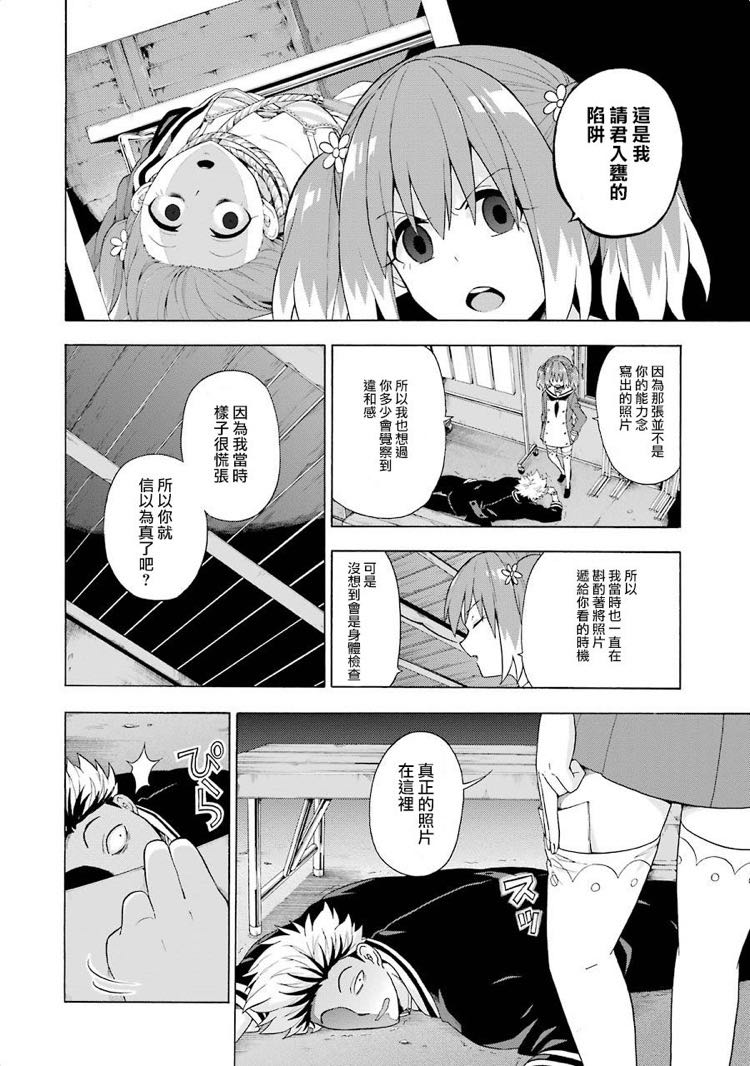 這是我
請君入甕的
陷阱
因為那張並不是
你的能力念
寫出的照片
所以我也想過
你多少會覺察到
違和感
所以
我當時也一直在
斟酌著將照片
遞給你看的時機
可是
沒想到會是身體檢查
因為我當時
樣子很慌張
所以你就
信以為真了吧？
真正的照片
在這裡
スッ
ぴら